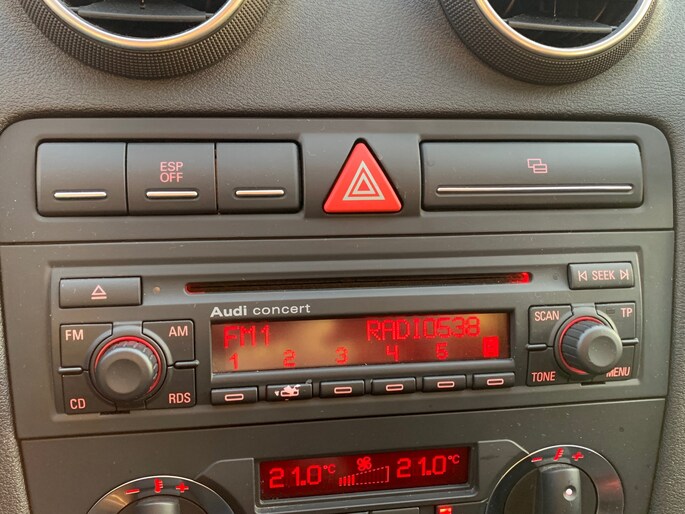 ESP
OFF
SEEK
Audi concert
FM
AM
CD
RDS
FM1 RADIO538
1 2 3 4 5 6
SCAN
TP
TONE
MENU
21.0°C 21.0°C